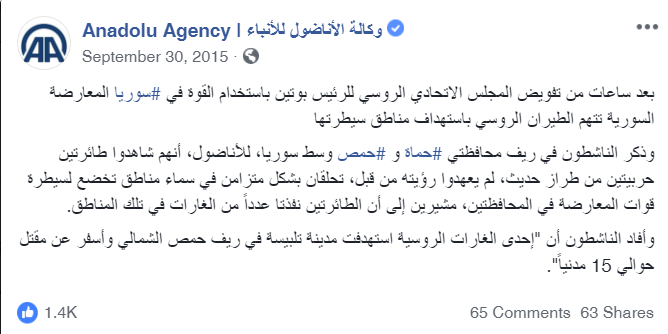 Anadolu Agency | وكالة الأناضول للأنباء
AA
September 30, 2015 ·
بعد ساعات من تفويض المجلس الاتحادي الروسي للرئيس بوتين باستخدام القوة في #سوريا المعارضة
السورية تتهم الطيران الروسي باستهداف مناطق سيطرتها
وذكر الناشطون في ريف محافظتي #حماة و #حمص وسط سوريا، للأناضول، أنهم شاهدوا طائرتين
حربيتين من طراز حديث، لم يعهدوا رؤيته من قبل، تحلقان بشكل متزامن في سماء مناطق تخضع لسيطرة
قوات المعارضة في المحافظتين، مشيرين إلى أن الطائرتين نفذتا عدداً من الغارات في تلك المناطق.
وأفاد الناشطون أن "إحدى الغارات الروسية استهدفت مدينة تلبيسة في ريف حمص الشمالي وأسفر عن مقتل
حوالي 15 مدنياً".
1.4K 65 Comments 63 Shares